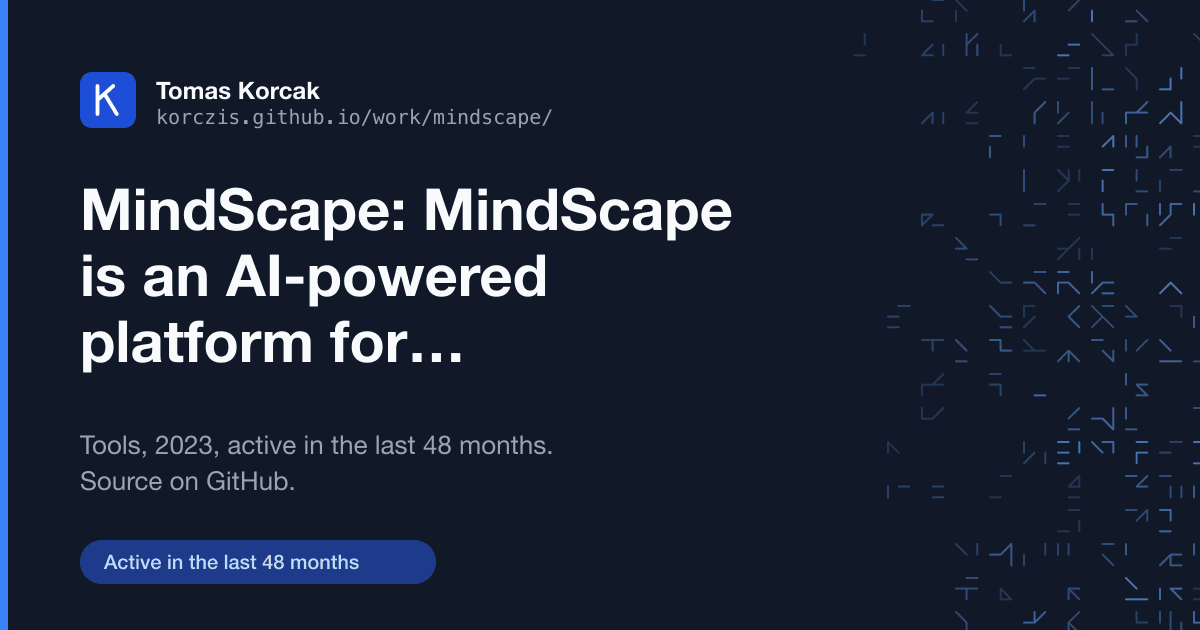 K
Tomas Korcak
korczis.github.io/work/mindscape/
MindScape: MindScape
is an AI-powered
platform for...
Tools, 2023, active in the last 48 months.
Source on GitHub.
Active in the last 48 months